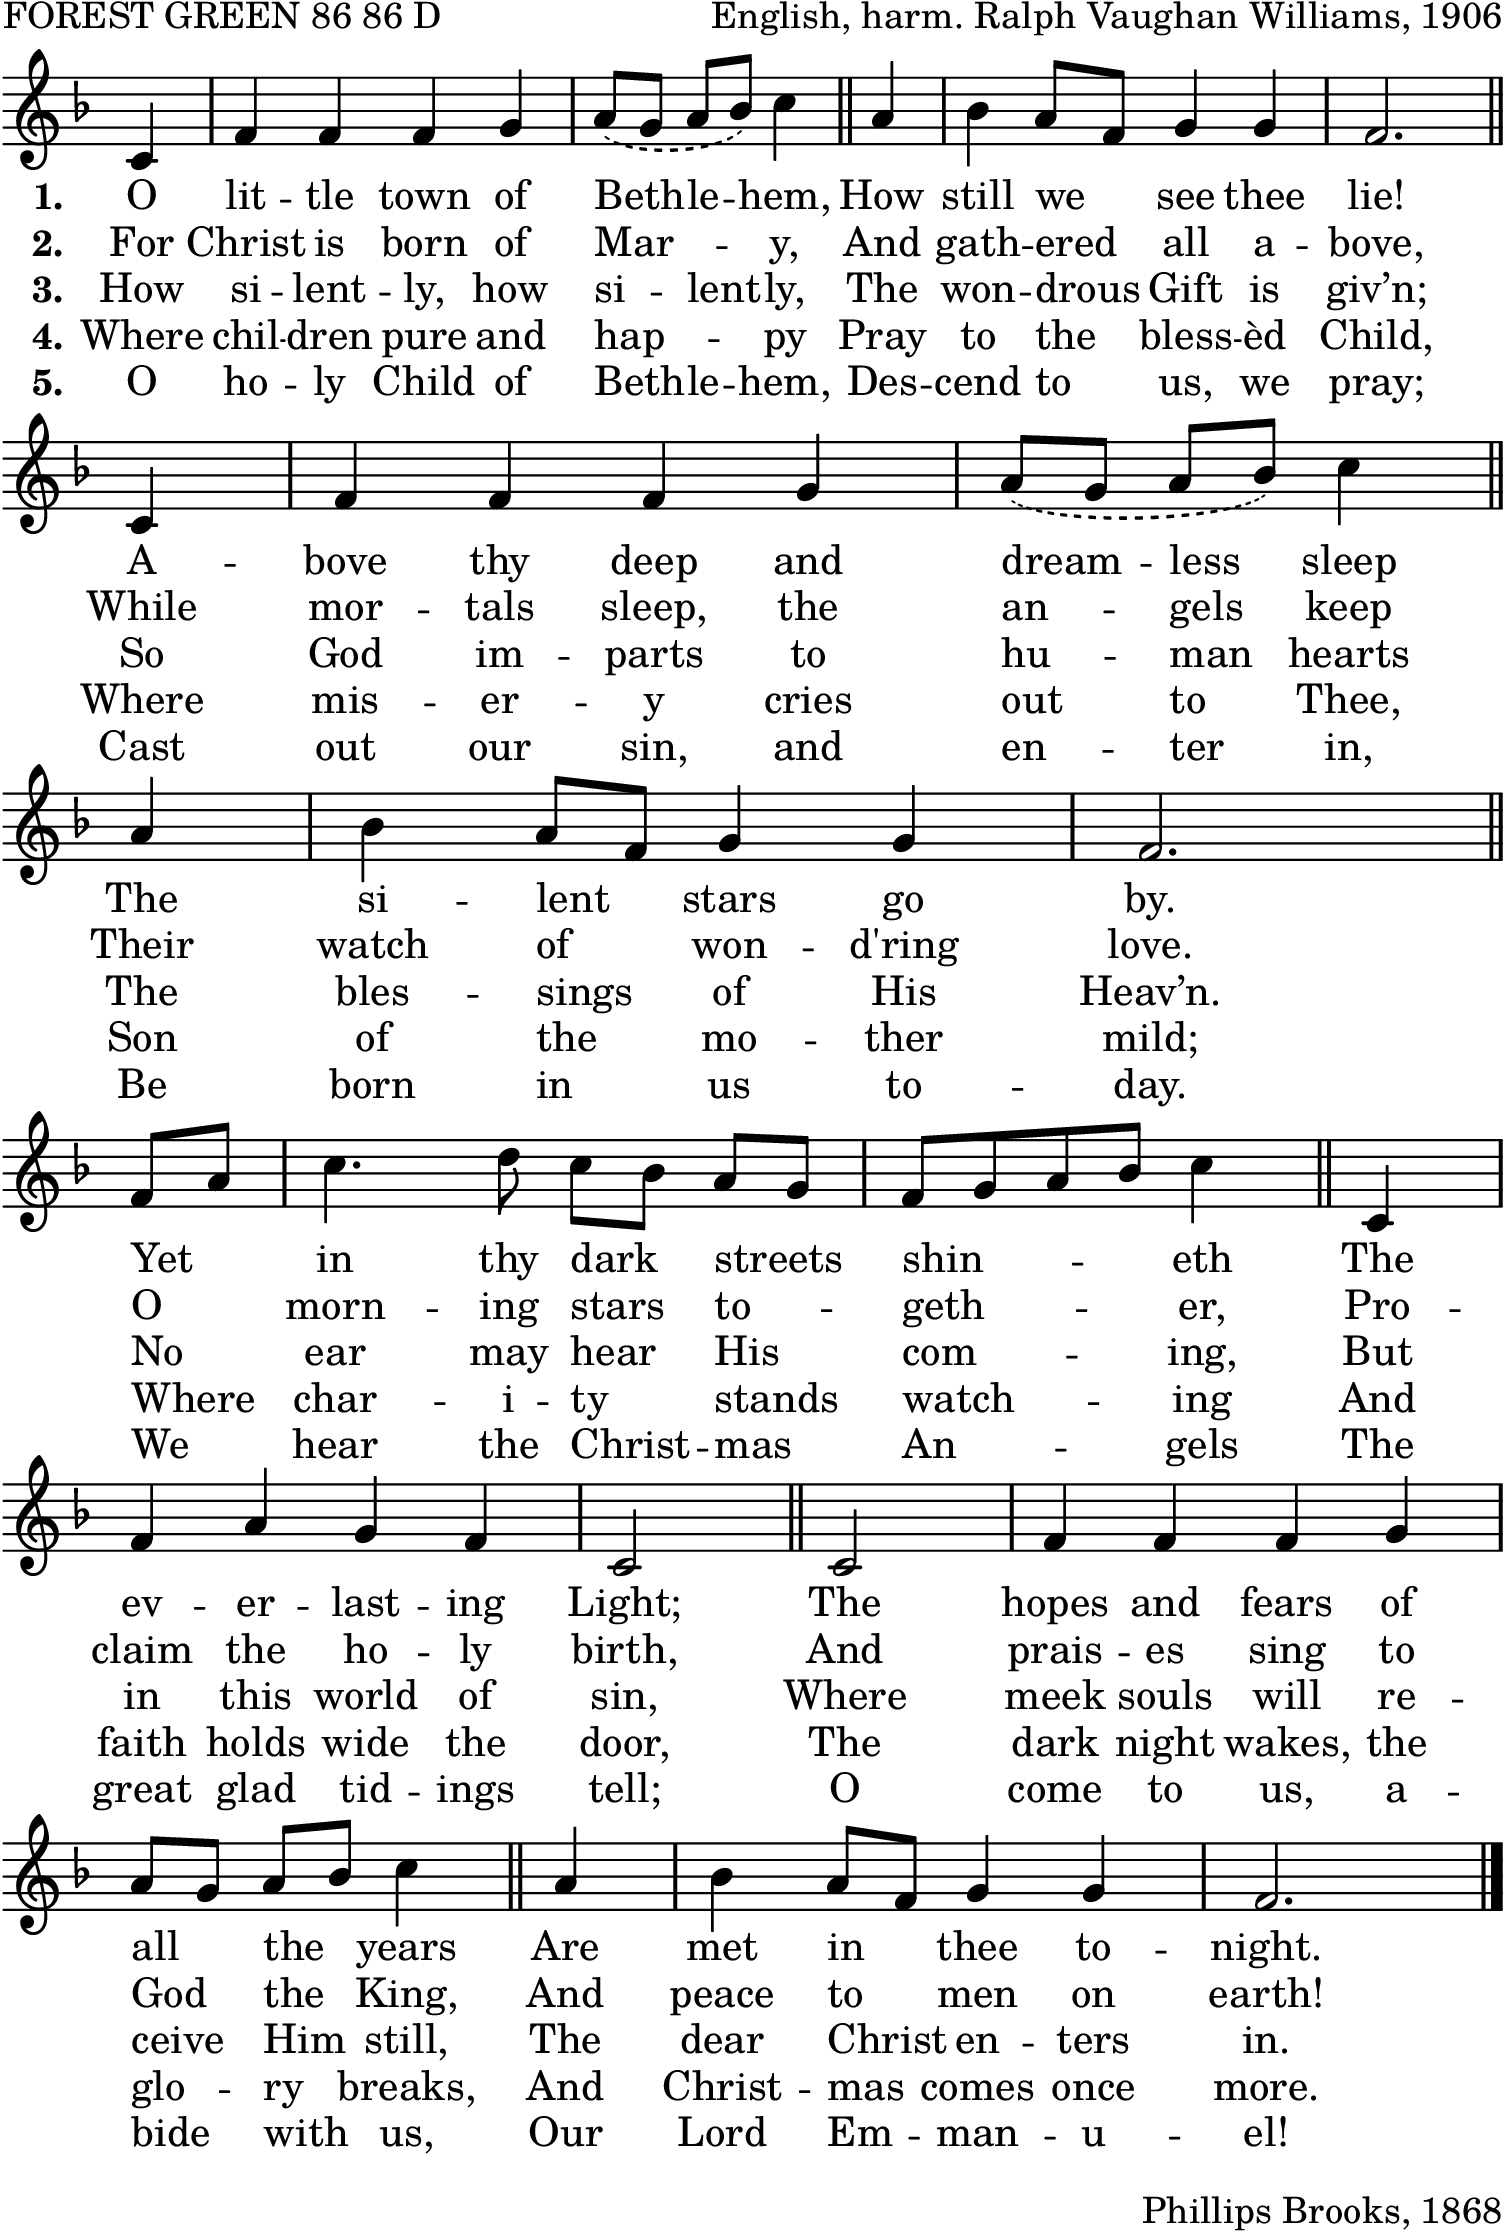 FOREST GREEN 86 86 D English, harm. Ralph Vaughan Williams, 1906
1. O lit -- tle town of Beth -- le -- hem, How still we see thee lie!
2. For Christ is born of Mar -- y, And gath -- ered all a -- bove,
3. How si -- lent -- ly, how si -- lent -- ly, The won -- drous Gift is giv’n;
4. Where chil -- dren pure and hap -- py Pray to the bless -- èd Child,
5. O ho -- ly Child of Beth -- le -- hem, Des -- cend to us, we pray;
A -- bove thy deep and dream -- less sleep
While mor -- tals sleep, the an -- gels keep
So God im -- parts to hu -- man hearts
Where mis -- er -- y cries out to Thee,
Cast out our sin, and en -- ter in,
The si -- lent stars go by.
Their watch of won -- d'ring love.
The bles -- sings of His Heav’n.
Son of the mo -- ther mild;
Be born in us to -- day.
Yet in thy dark streets shin -- eth The
O morn -- ing stars to -- geth -- er, Pro --
No ear may hear His com -- ing, But
Where char -- i -- ty stands watch -- ing And
We hear the Christ -- mas An -- gels The
ev -- er -- last -- ing Light; The hopes and fears of
claim the ho -- ly birth, And prais -- es sing to
in this world of sin, Where meek souls will re --
faith holds wide the door, The dark night wakes, the
great glad tid -- ings tell; O come to us, a --
all the years Are met in thee to -- night.
God the King, And peace to men on earth!
ceive Him still, The dear Christ en -- ters in.
glo -- ry breaks, And Christ -- mas comes once more.
bide with us, Our Lord Em -- man -- u -- el!
Phillips Brooks, 1868